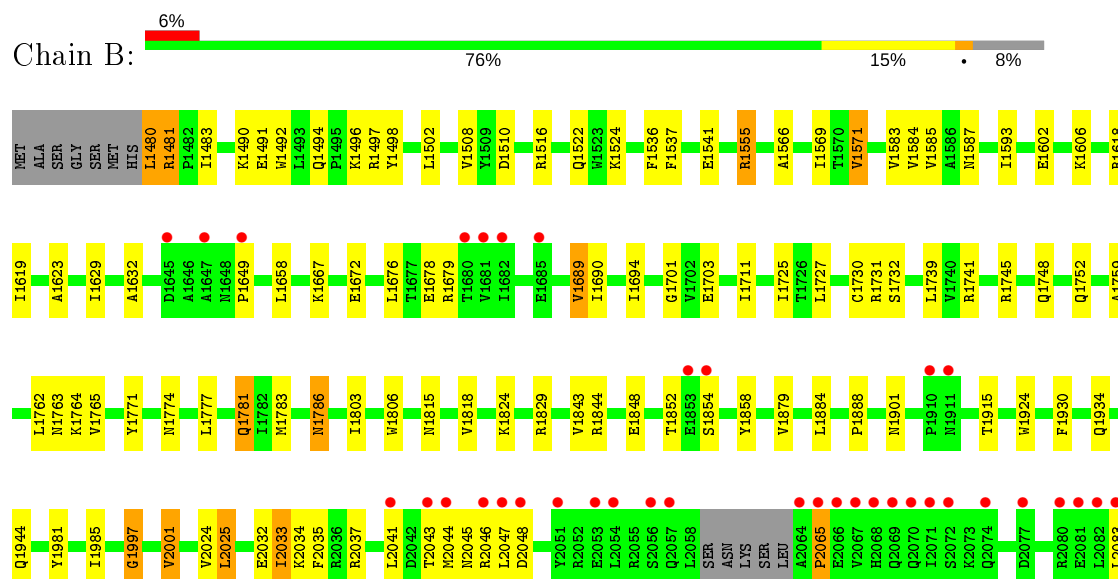 6%
Chain B:
76% 15% • 8%
MET ALA SER GLY SER MET HIS L1480 R1481 P1482 I1483 K1490 E1491 W1492 L1493 Q1494 P1495 K1496 R1497 Y1498 L1502 V1508 Y1509 D1510 R1516 Q1522 W1523 K1524 F1536 F1537 E1541 R1555 A1566 I1569 T1570 V1571 V1583 V1584 V1585 A1586 N1587 I1593 E1602 K1606 R1618
I1619 A1623 I1629 A1632 D1645 A1646 A1647 N1648 P1649 L1658 K1667 E1672 L1676 T1677 E1678 R1679 T1680 V1681 I1682 E1685 V1689 I1690 I1694 G1701 V1702 E1703 I1711 I1725 T1726 L1727 C1730 R1731 S1732 L1739 V1740 R1741 R1745 Q1748 Q1752 A1759
L1762 N1763 K1764 V1765 Y1771 N1774 L1777 Q1781 I1782 M1783 N1786 I1803 W1806 N1815 V1818 K1824 R1829 V1843 R1844 E1848 T1852 E1853 S1854 Y1858 V1879 L1884 P1888 N1901 P1910 N1911 T1915 W1924 F1930 Q1934
Q1944 Y1981 I1985 G1997 V2001 V2024 L2025 E2032 I2033 K2034 F2035 R2036 R2037 L2041 D2042 T2043 M2044 N2045 R2046 L2047 D2048 Y2051 R2052 E2053 L2054 R2055 S2056 Q2057 L2058 SER ASN LYS SER LEU A2064 P2065 E2066 V2067 H2068 Q2069 Q2070 I2071 S2072 K2073 Q2074 D2077 R2080 E2081 L2082